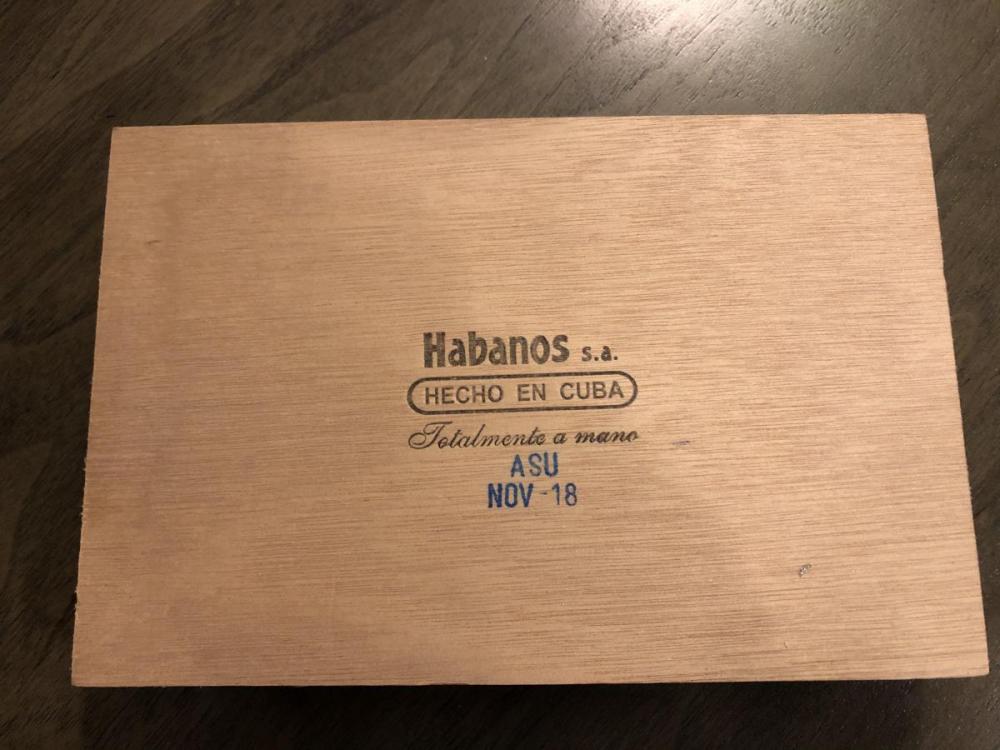 Habanos s.a.
HECHO EN CUBA
Totalmente a mano
ASU
NOV-18